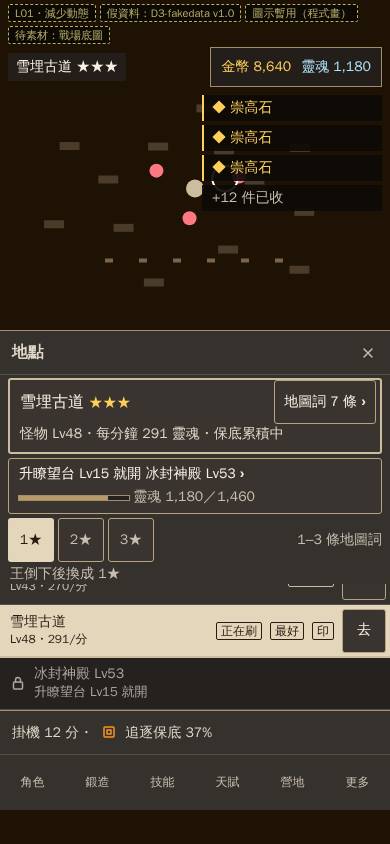 L01・減少動態
假資料：D3-fakedata v1.0
圖示暫用（程式畫）
待素材：戰場底圖
雪埋古道 ★★★
金幣 8,640 靈魂 1,180
◆ 崇高石
◆ 崇高石
◆ 崇高石
+12 件已收
地點 ×
雪埋古道 ★★★
地圖詞 7 條 ›
怪物 Lv48・每分鐘 291 靈魂・保底累積中
升瞭望台 Lv15 就開 冰封神殿 Lv53 ›
靈魂 1,180／1,460
1★ 2★ 3★ 1–3 條地圖詞
王倒下後換成 1★
Lv43・270/分
雪埋古道
Lv48・291/分
正在刷 最好 印 去
冰封神殿 Lv53
升瞭望台 Lv15 就開
掛機 12 分・ 追逐保底 37%
角色 鍛造 技能 天賦 營地 更多